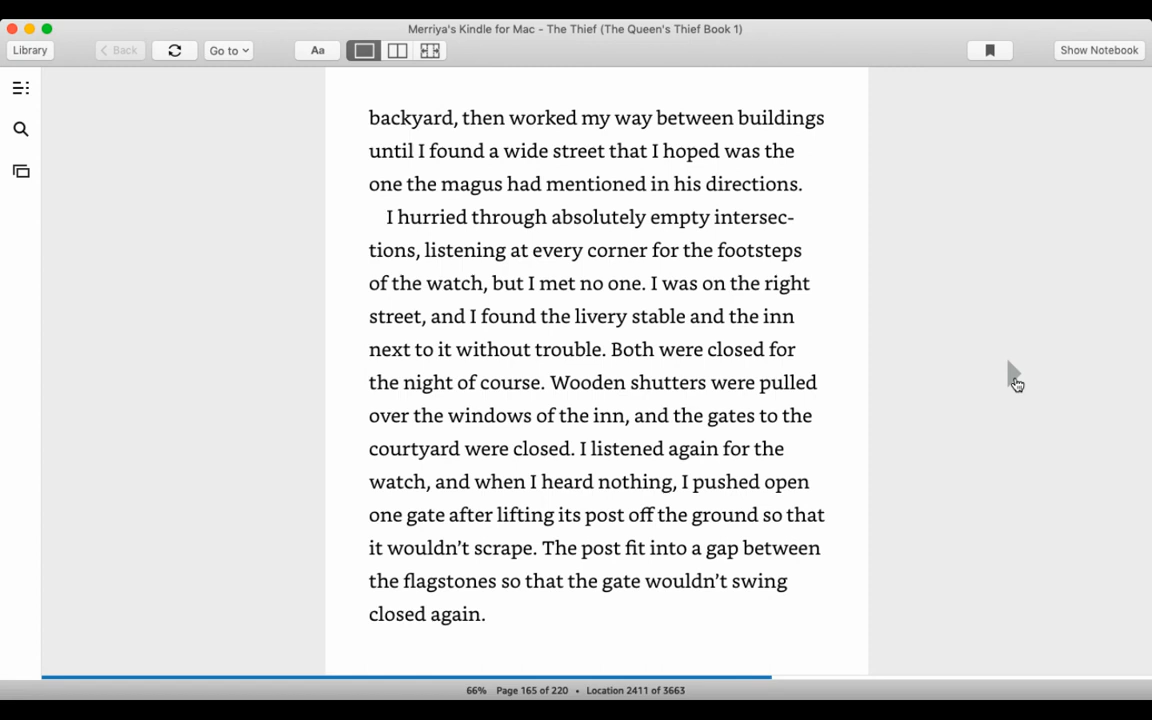 Merriya's Kindle for Mac - The Thief (The Queen's Thief Book 1)
Library
Back
Go to
Aa
Show Notebook
backyard, then worked my way between buildings
until I found a wide street that I hoped was the
one the magus had mentioned in his directions.
I hurried through absolutely empty intersec-
tions, listening at every corner for the footsteps
of the watch, but I met no one. I was on the right
street, and I found the livery stable and the inn
next to it without trouble. Both were closed for
the night of course. Wooden shutters were pulled
over the windows of the inn, and the gates to the
courtyard were closed. I listened again for the
watch, and when I heard nothing, I pushed open
one gate after lifting its post off the ground so that
it wouldn’t scrape. The post fit into a gap between
the flagstones so that the gate wouldn’t swing
closed again.
66% Page 165 of 220 • Location 2411 of 3663